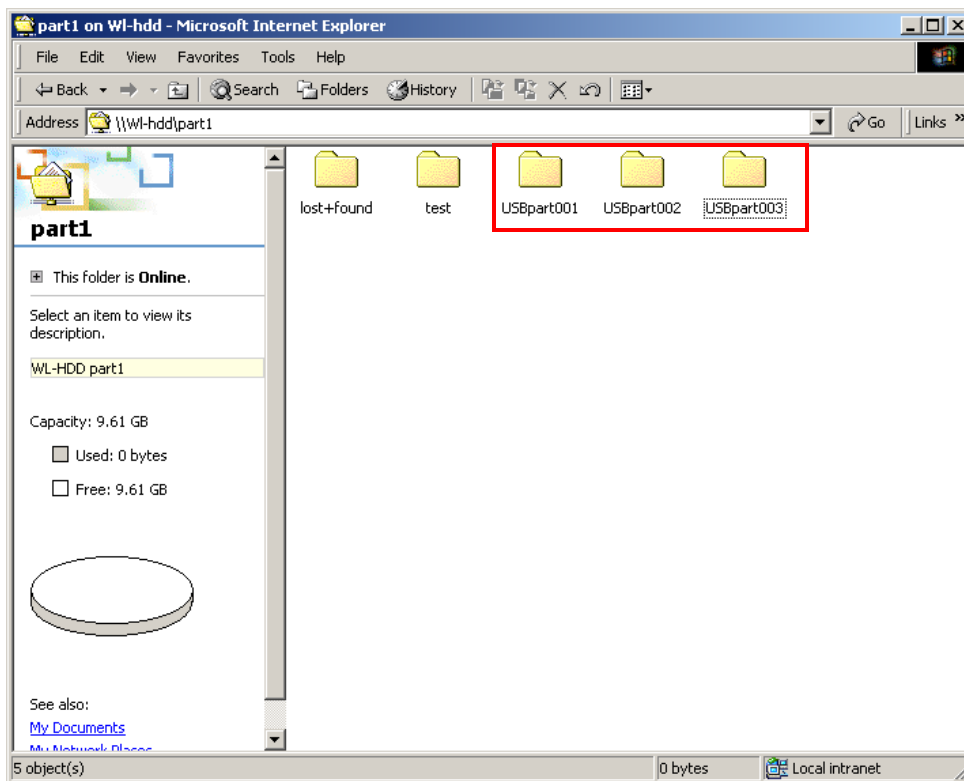 part1 on Wl-hdd - Microsoft Internet Explorer
File Edit View Favorites Tools Help
Back Search Folders History
Address \\Wl-hdd\part1 Go Links »
lost+found test USBpart001 USBpart002 USBpart003
part1
This folder is Online.
Select an item to view its
description.
WL-HDD part1
Capacity: 9.61 GB
Used: 0 bytes
Free: 9.61 GB
See also:
My Documents
My Network Places
5 object(s) 0 bytes Local intranet